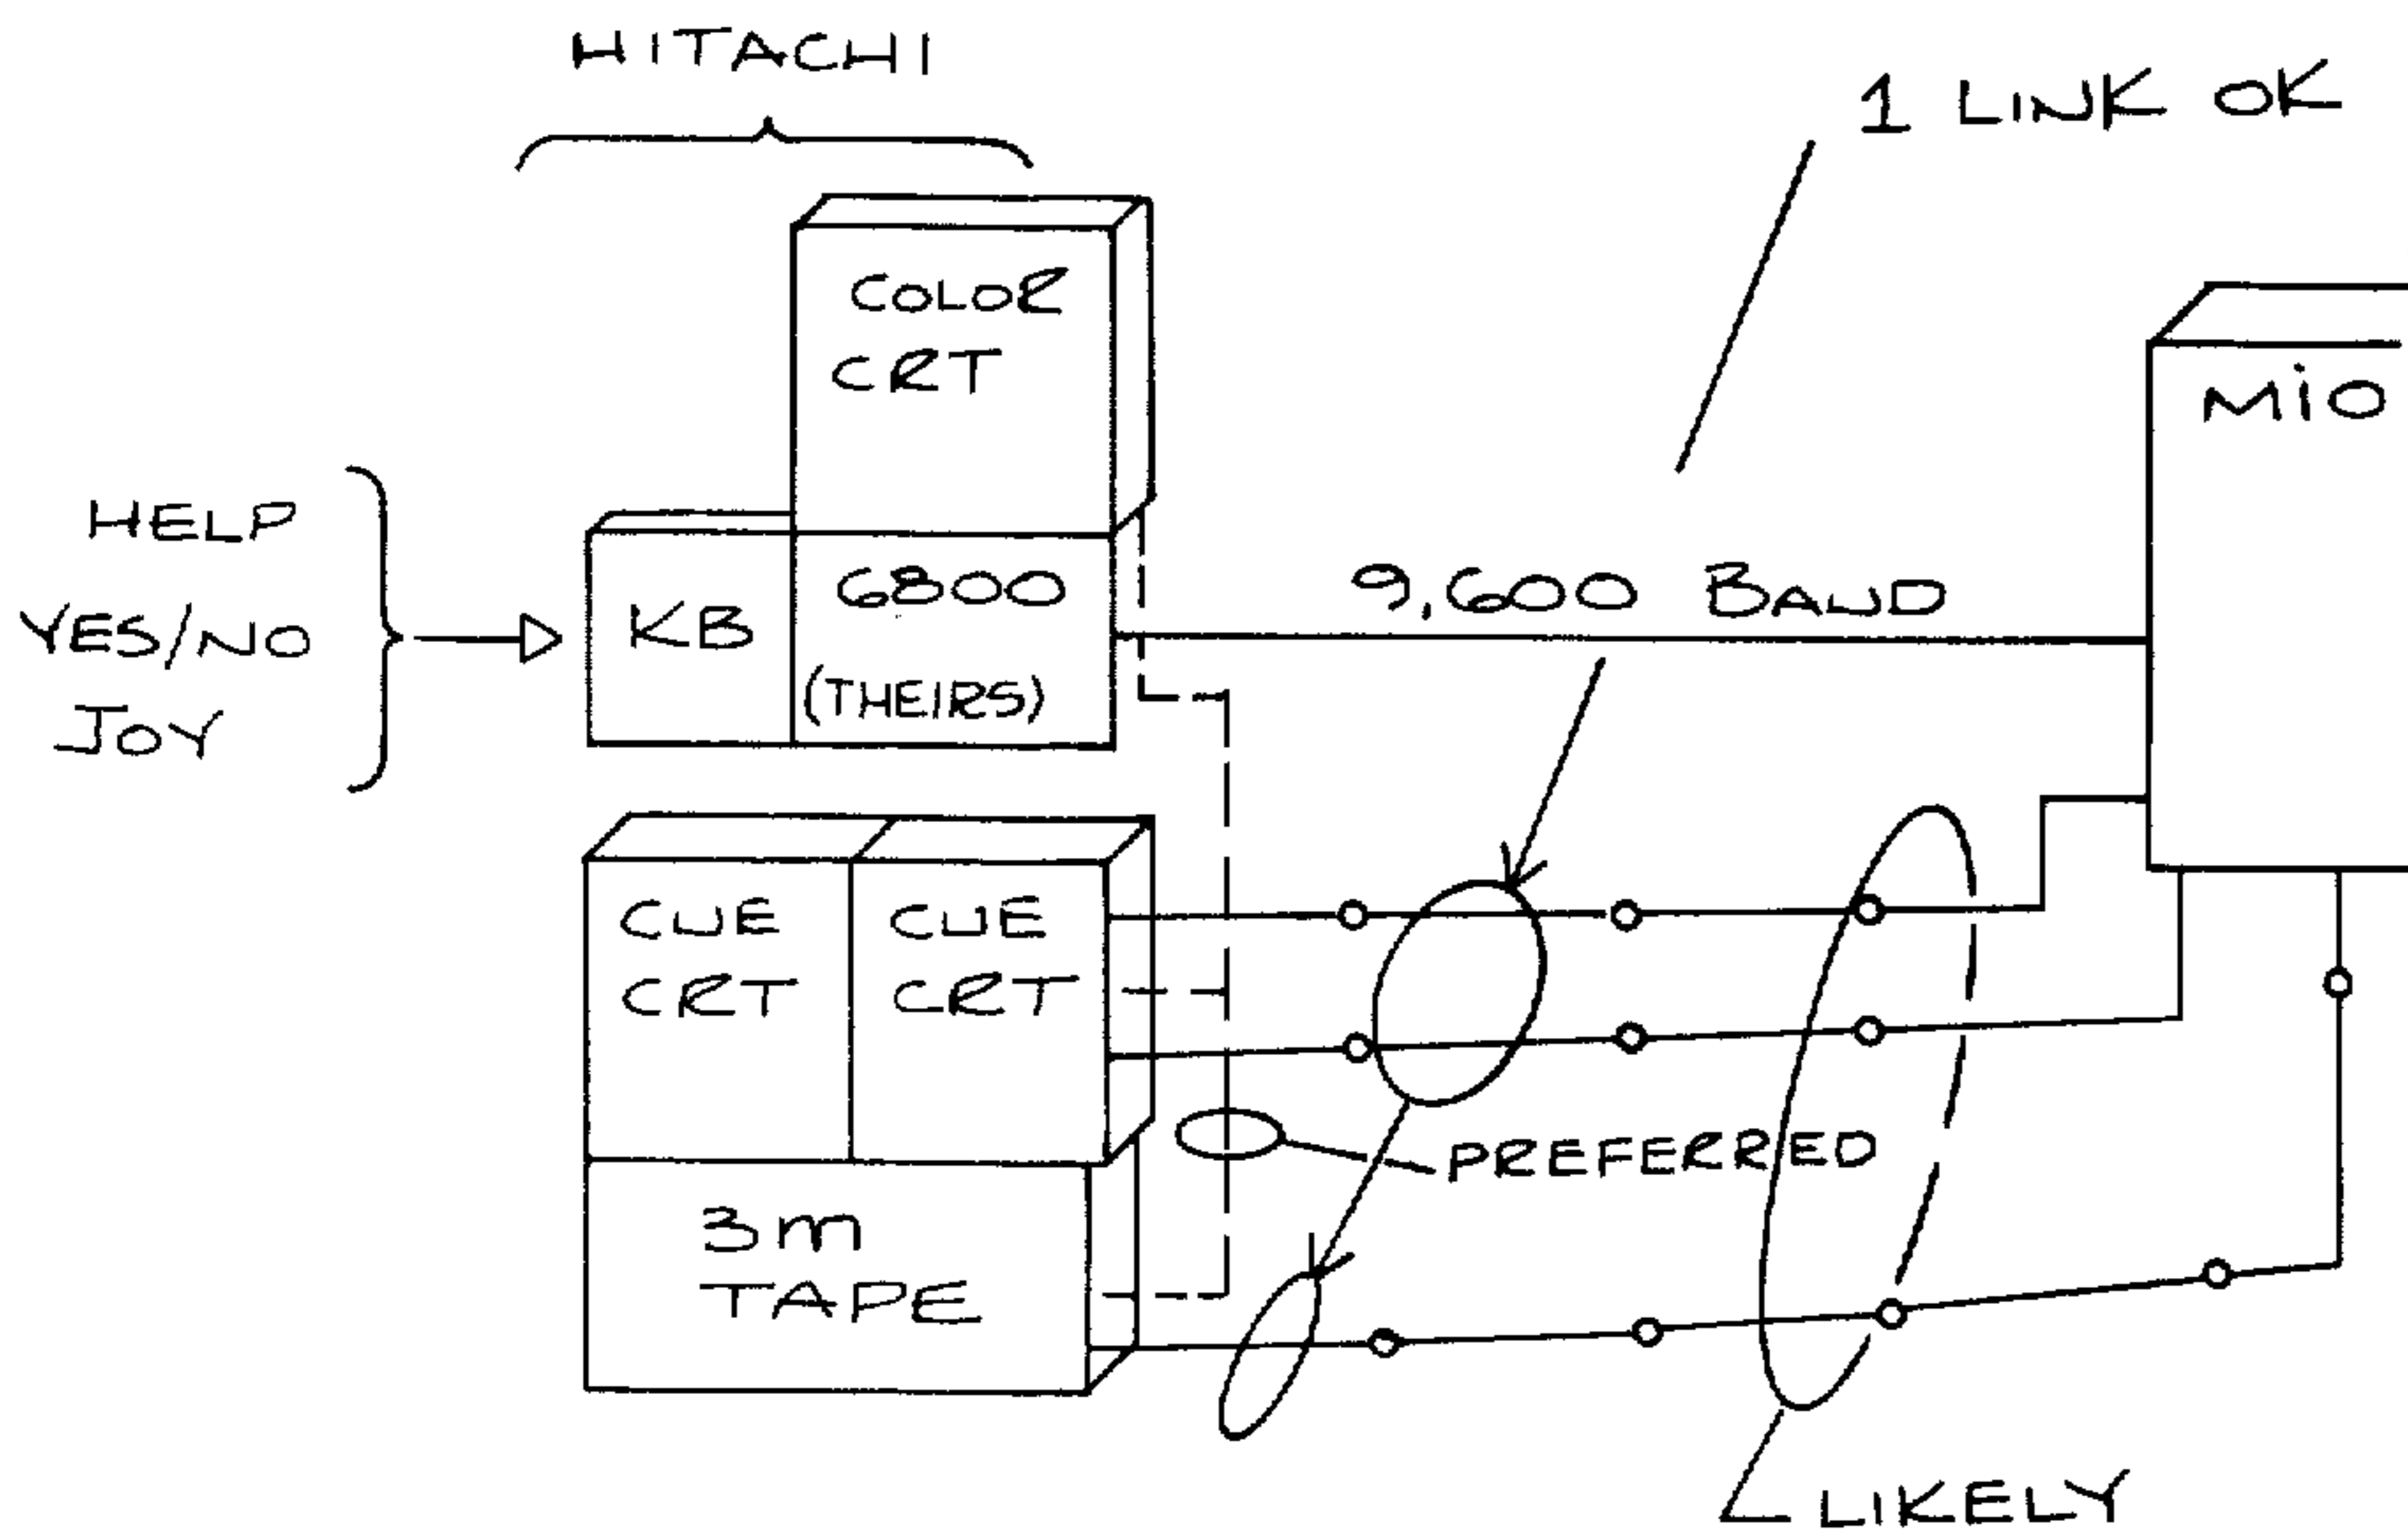 HITACHI
1 LINK OK
COLOR
CRT
MiO
HELP
YES/NO
JOY
KB
6800
(THEIRS)
9,600 BAUD
CUE
CRT
CUE
CRT
PREFERRED
3m
TAPE
LIKELY